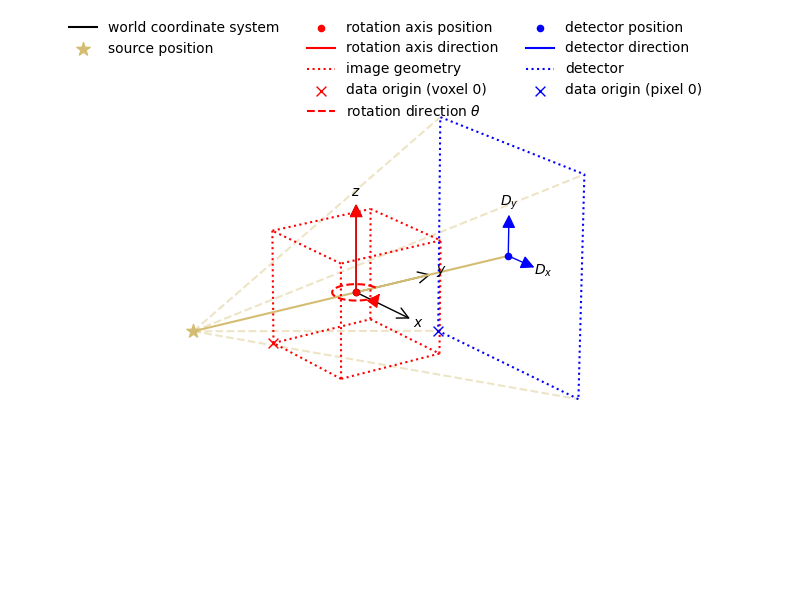 world coordinate system
source position
rotation axis position
rotation axis direction
image geometry
data origin (voxel 0)
rotation direction θ
detector position
detector direction
detector
data origin (pixel 0)
z
D_y
y
D_x
x